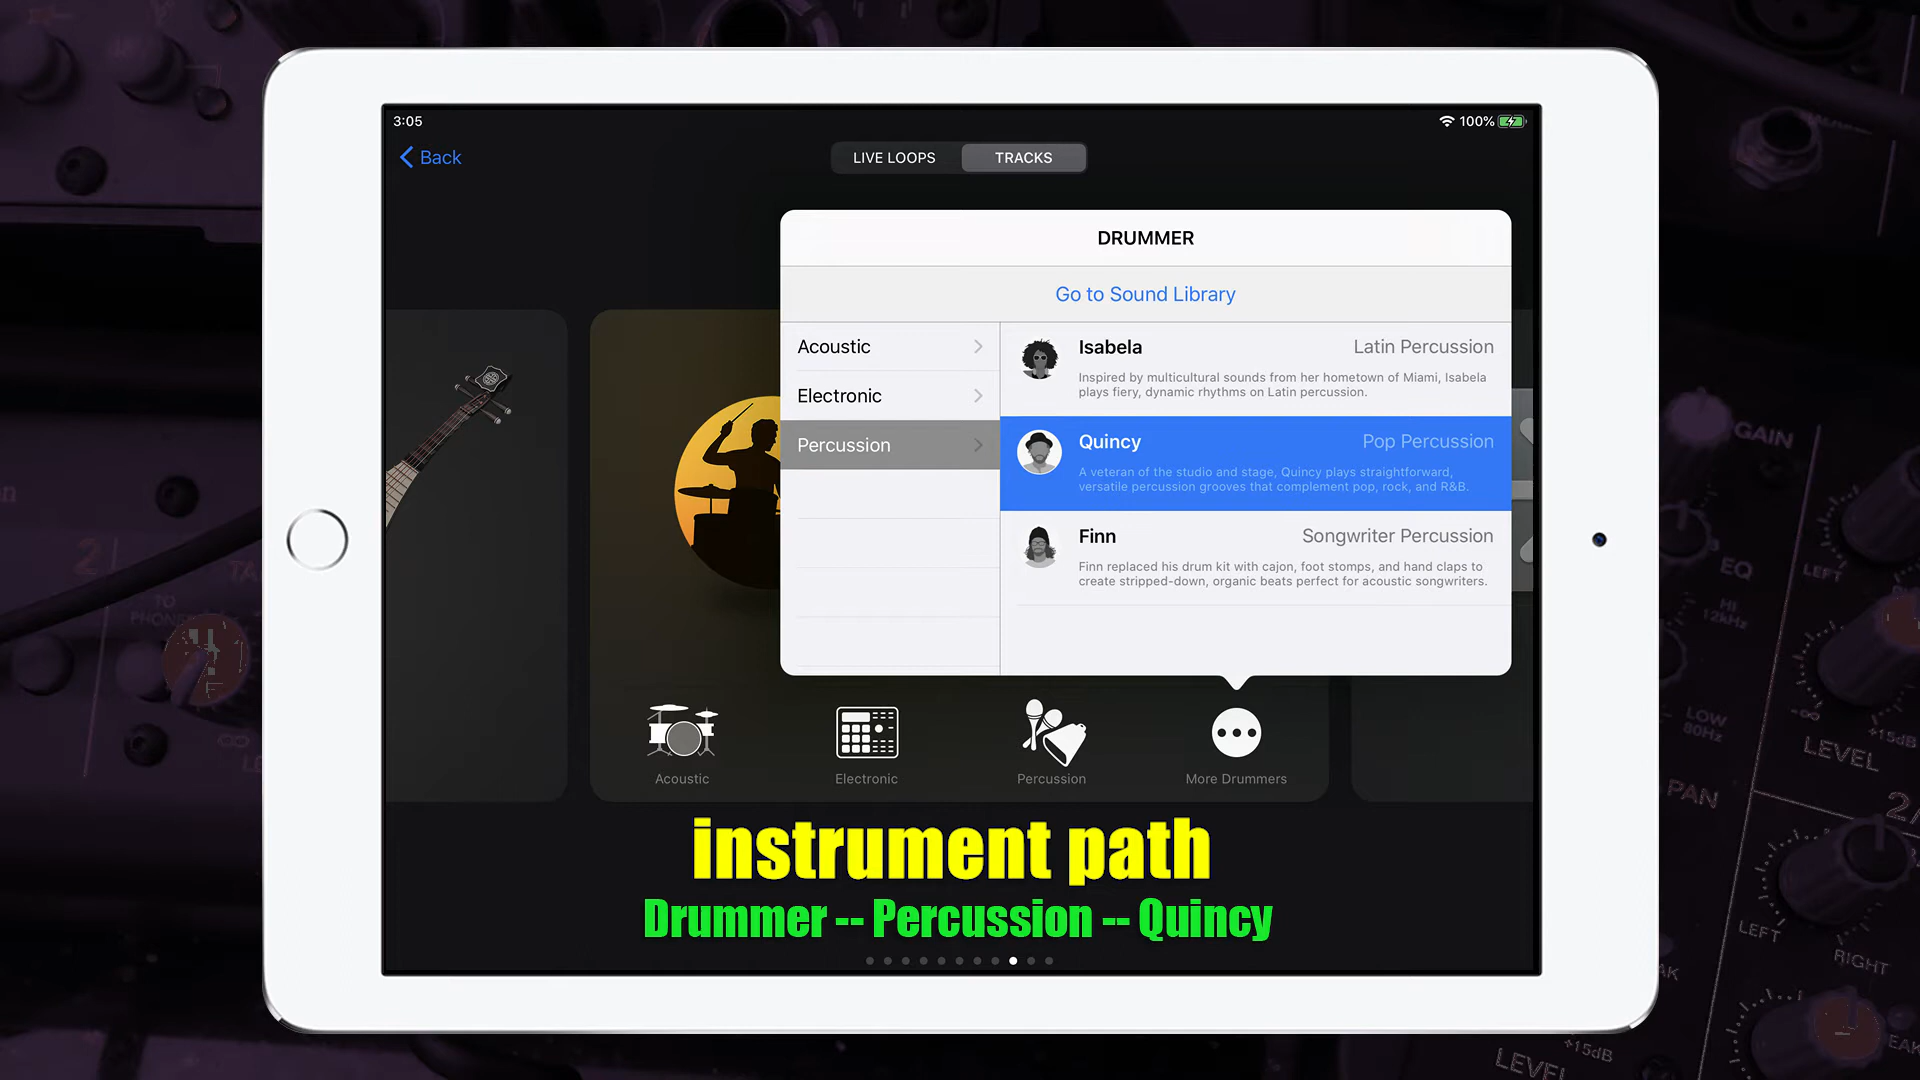 3:05
100%
Back
LIVE LOOPS
TRACKS
DRUMMER
Go to Sound Library
Acoustic
Electronic
Percussion
Isabela
Latin Percussion
Inspired by multicultural sounds from her hometown of Miami, Isabela
plays fiery, dynamic rhythms on Latin percussion.
Quincy
Pop Percussion
A veteran of the studio and stage, Quincy plays straightforward,
versatile percussion grooves that complement pop, rock, and R&B.
Finn
Songwriter Percussion
Finn replaced his drum kit with cajon, foot stomps, and hand claps to
create stripped-down, organic beats perfect for acoustic songwriters.
Acoustic
Electronic
Percussion
More Drummers
instrument path
Drummer -- Percussion -- Quincy
GAIN
EQ
HI
12kHz
LEFT
LOW
80Hz
+15dB
LEVEL
PAN
LEFT
RIGHT
+15dB
LEVEL
2
TO